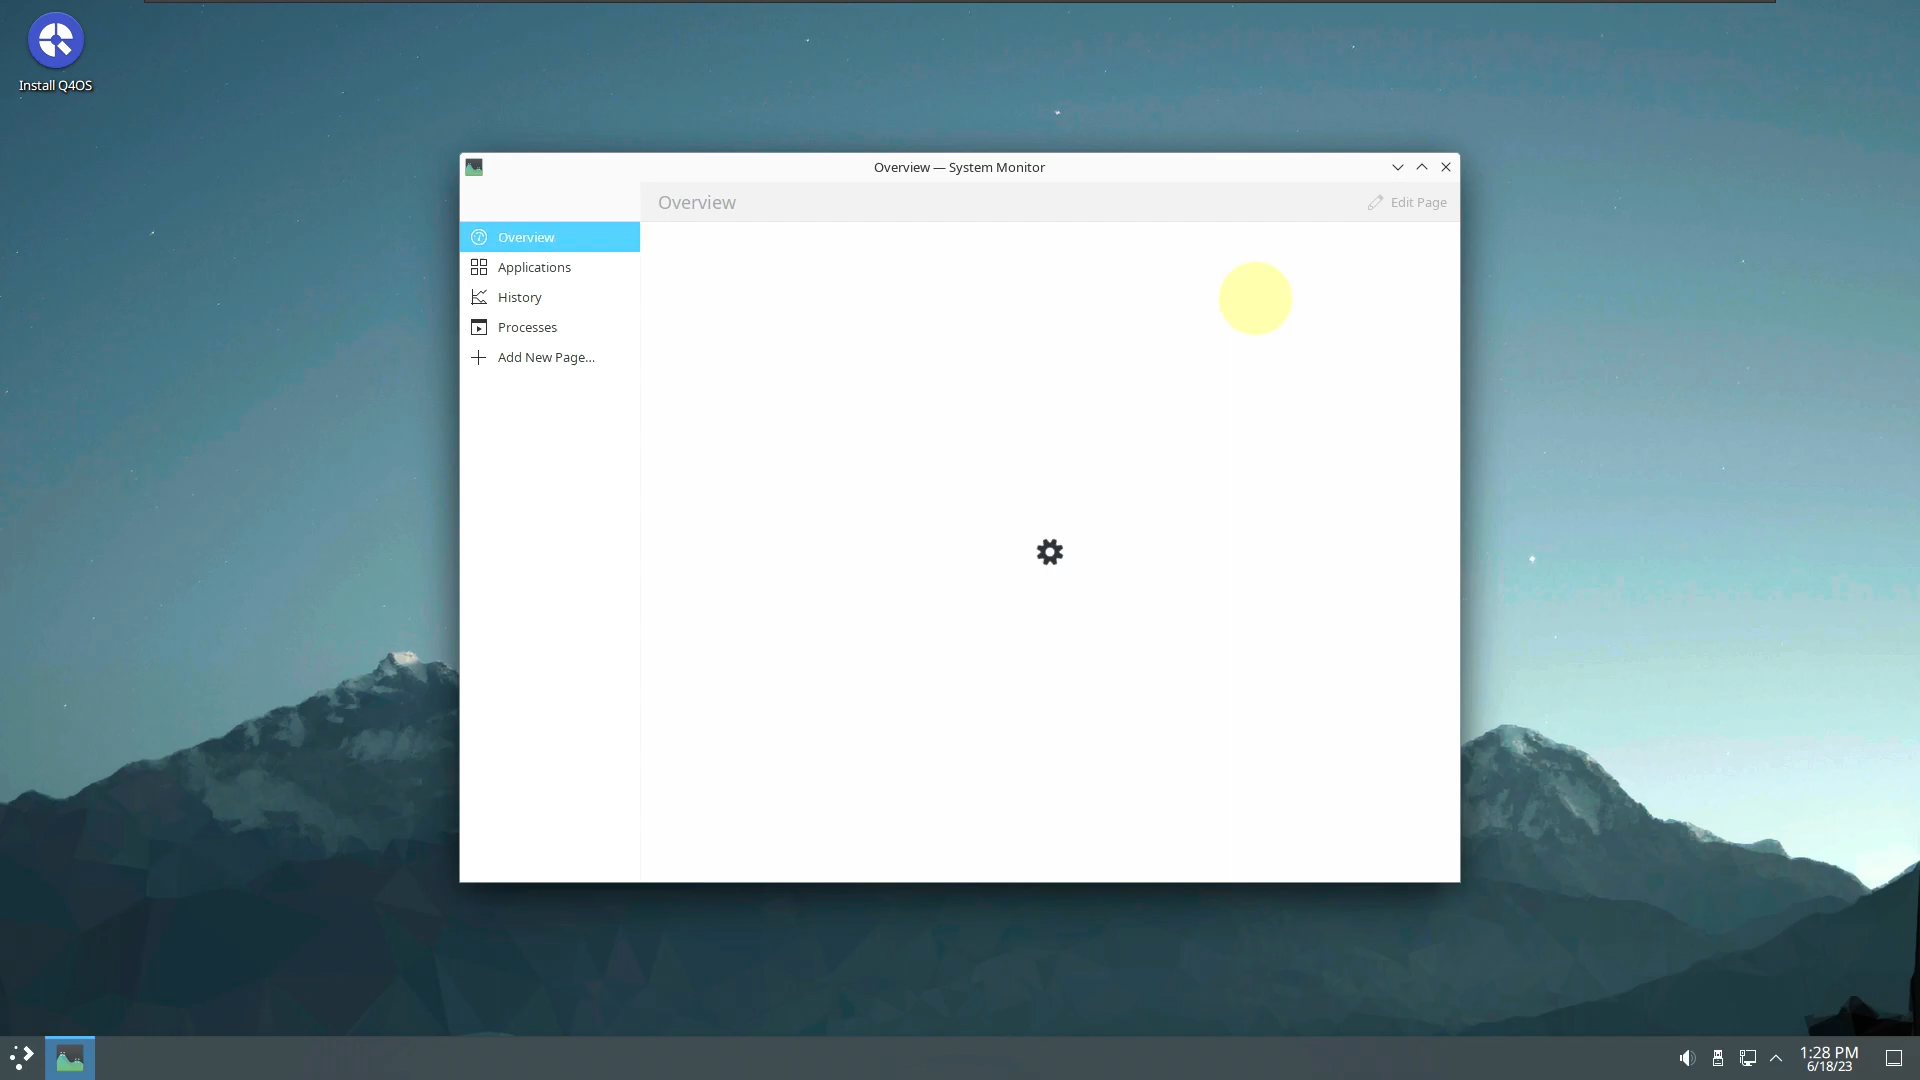 Install Q4OS
Overview — System Monitor
Overview
Edit Page
Overview
Applications
History
Processes
Add New Page...
1:28 PM
6/18/23